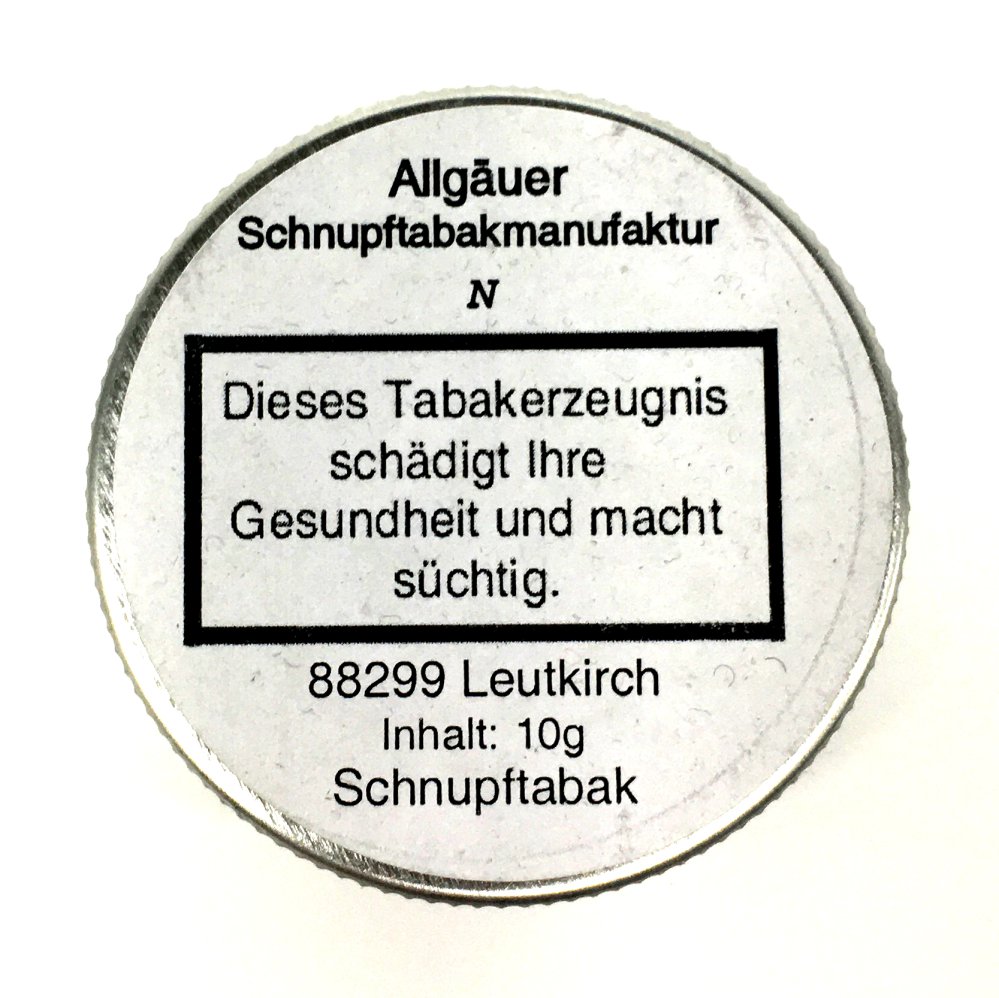 Allgäuer
Schnupftabakmanufaktur
N
Dieses Tabakerzeugnis
schädigt Ihre
Gesundheit und macht
süchtig.
88299 Leutkirch
Inhalt: 10g
Schnupftabak